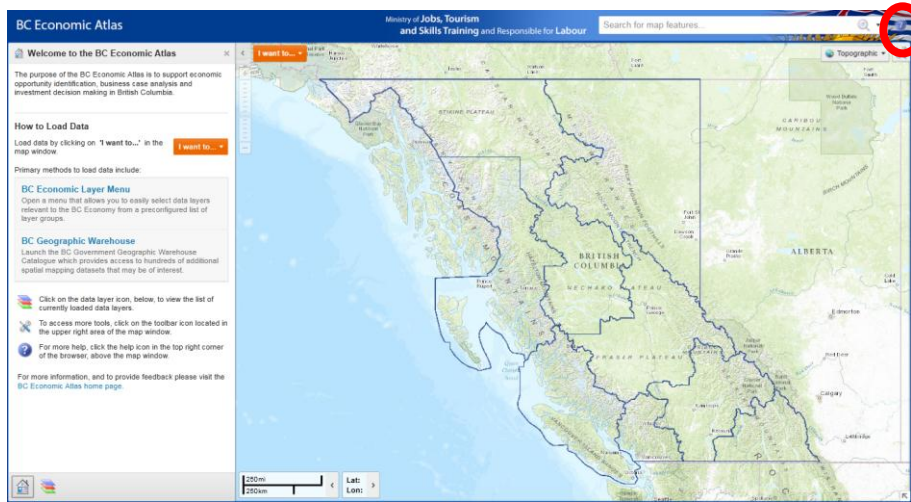 BC Economic Atlas
Ministry of Jobs, Tourism
and Skills Training and Responsible for Labour
Search for map features...
Welcome to the BC Economic Atlas
The purpose of the BC Economic Atlas is to support economic
opportunity identification, business case analysis and
investment decision making in British Columbia.
How to Load Data
Load data by clicking on 'I want to...' in the
map window.
I want to...
Primary methods to load data include:
BC Economic Layer Menu
Open a menu that allows you to easily select data layers
relevant to the BC Economy from a preconfigured list of
layer groups.
BC Geographic Warehouse
Launch the BC Government Geographic Warehouse
Catalogue which provides access to hundreds of additional
spatial mapping datasets that may be of interest.
Click on the data layer icon, below, to view the list of
currently loaded data layers.
To access more tools, click on the toolbar icon located in
the upper right area of the map window.
For more help, click the help icon in the top right corner
of the browser, above the map window.
For more information, and to provide feedback please visit the
BC Economic Atlas home page.
I want to...
Topographic
STIKINE PLATEAU
CARIBOU
MOUNTAINS
BIRCH MOUNTAINS
BRITISH
COLUMBIA
ALBERTA
NECHAKO PLATEAU
Prince
George
Edmonton
FRASER PLATEAU
Calgary
250mi
250km
Lat:
Lon: